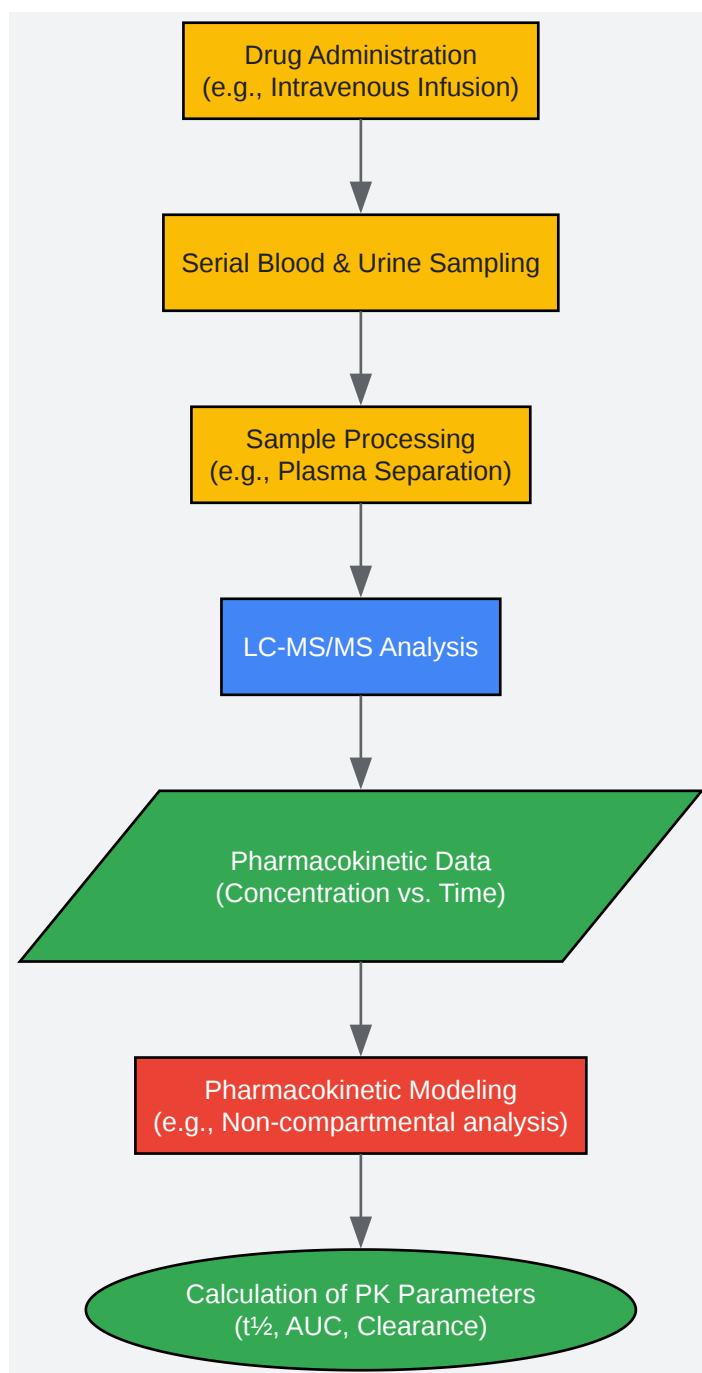 Drug Administration
(e.g., Intravenous Infusion)
Serial Blood & Urine Sampling
Sample Processing
(e.g., Plasma Separation)
LC-MS/MS Analysis
Pharmacokinetic Data
(Concentration vs. Time)
Pharmacokinetic Modeling
(e.g., Non-compartmental analysis)
Calculation of PK Parameters
(t½, AUC, Clearance)